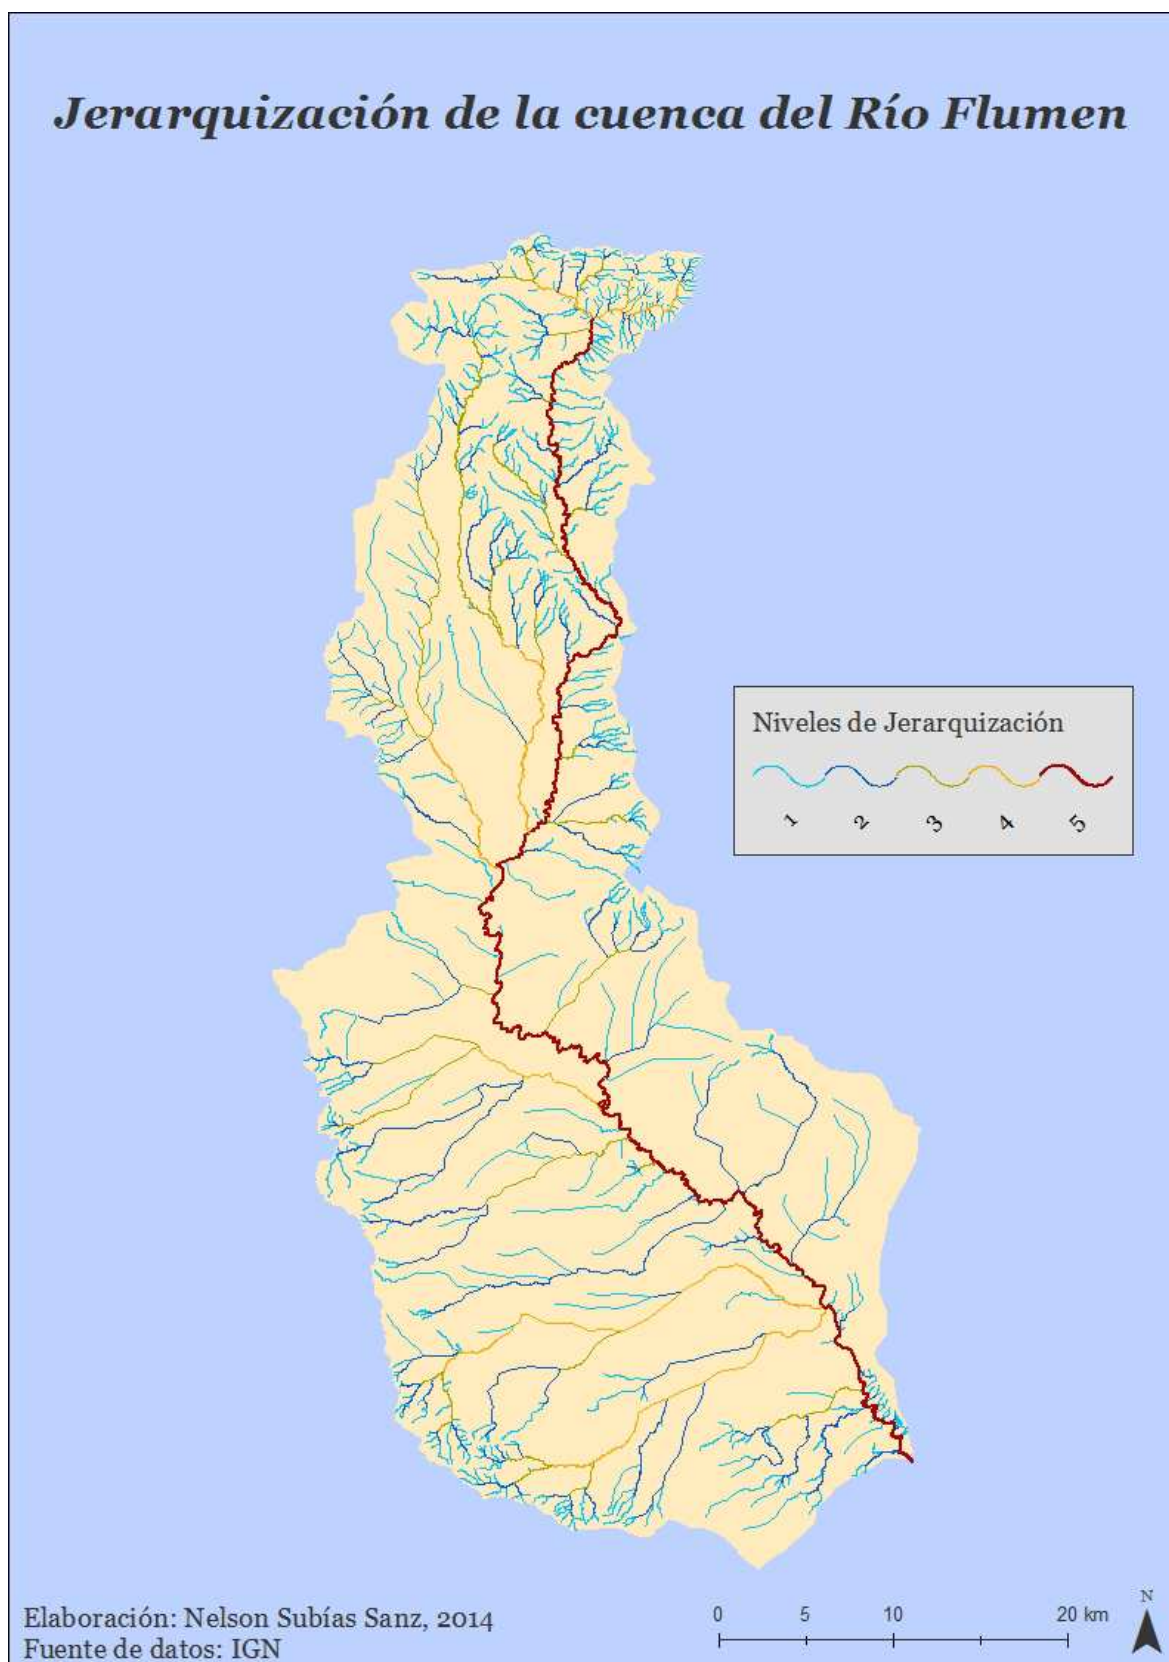 Jerarquización de la cuenca del Río Flumen
Niveles de Jerarquización
1 2 3 4 5
Elaboración: Nelson Subías Sanz, 2014
Fuente de datos: IGN
0 5 10 20 km
N